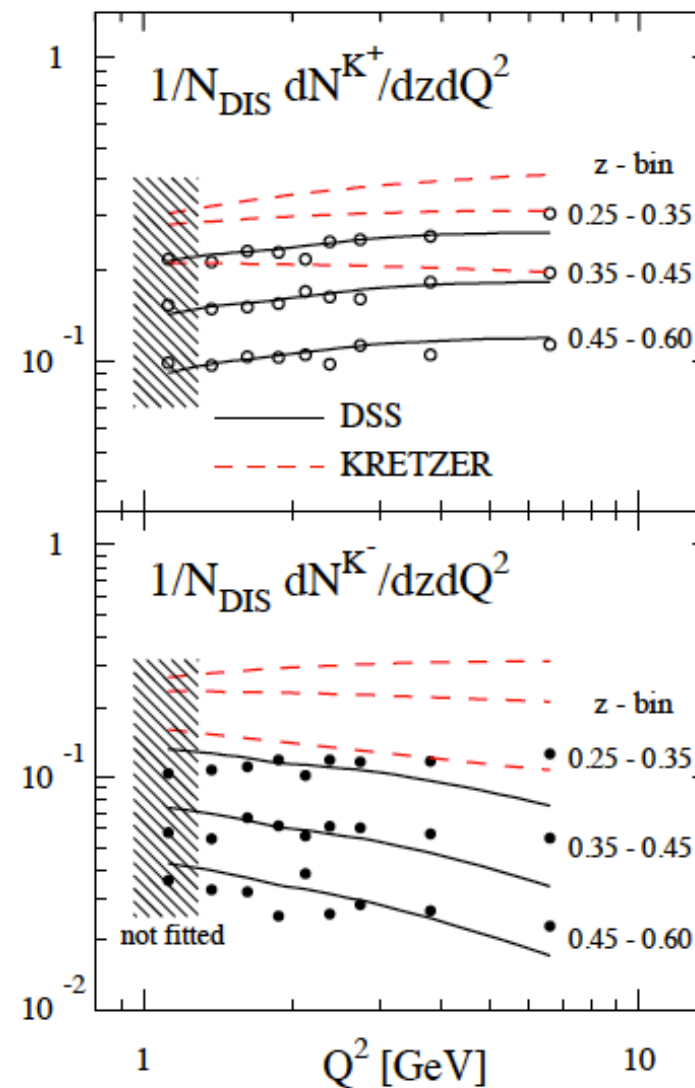 1
1/N_DIS dN^K+/dzdQ^2
z - bin
0.25 - 0.35
0.35 - 0.45
10^-1
0.45 - 0.60
DSS
KRETZER
1
1/N_DIS dN^K-/dzdQ^2
z - bin
10^-1
0.25 - 0.35
0.35 - 0.45
not fitted
0.45 - 0.60
10^-2
1
Q^2 [GeV]
10